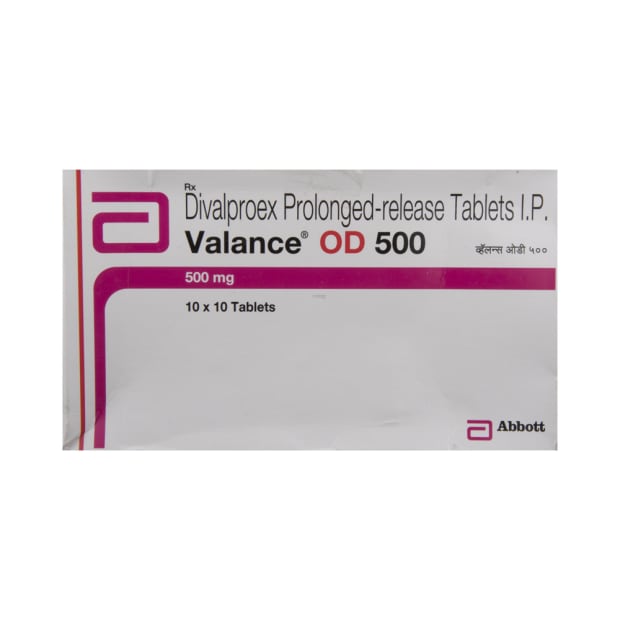 Rx
Divalproex Prolonged-release Tablets I.P.
Valance® OD 500
व्हॅलन्स ओडी ५००
500 mg
10 x 10 Tablets
Abbott